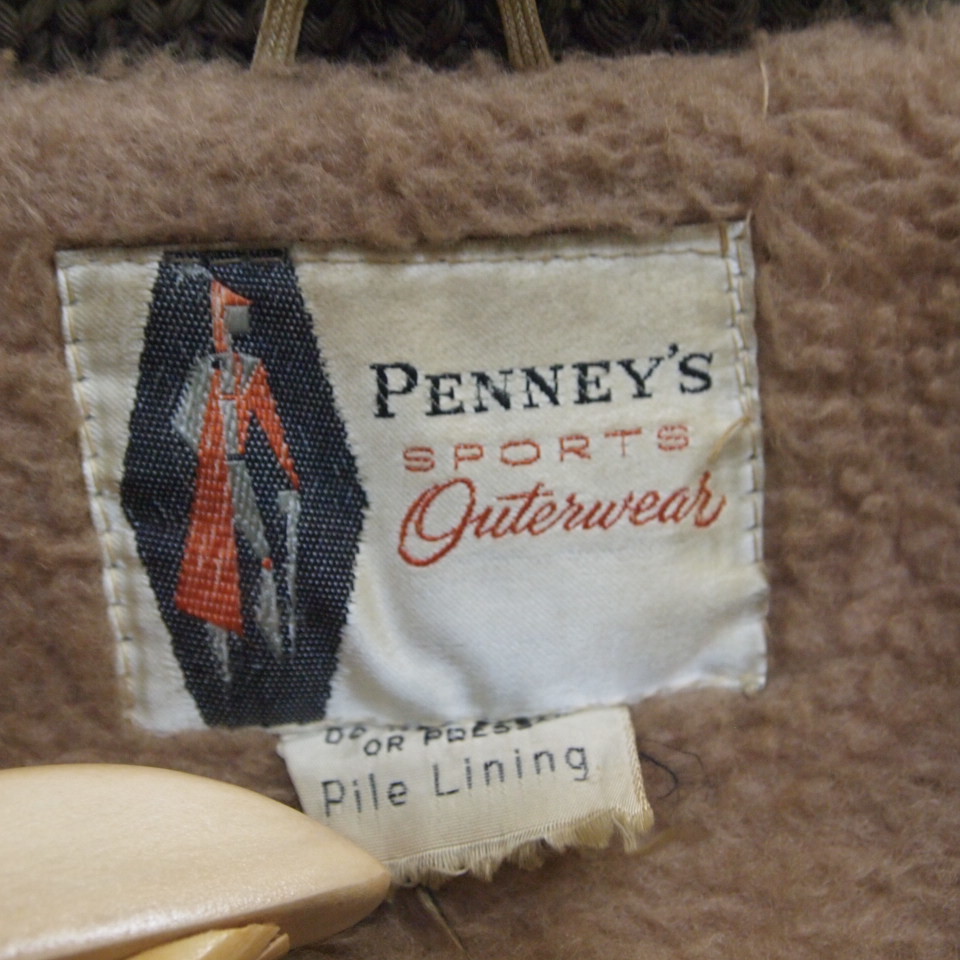 PENNEY'S
SPORTS
Outerwear
OR PRESS
Pile Lining